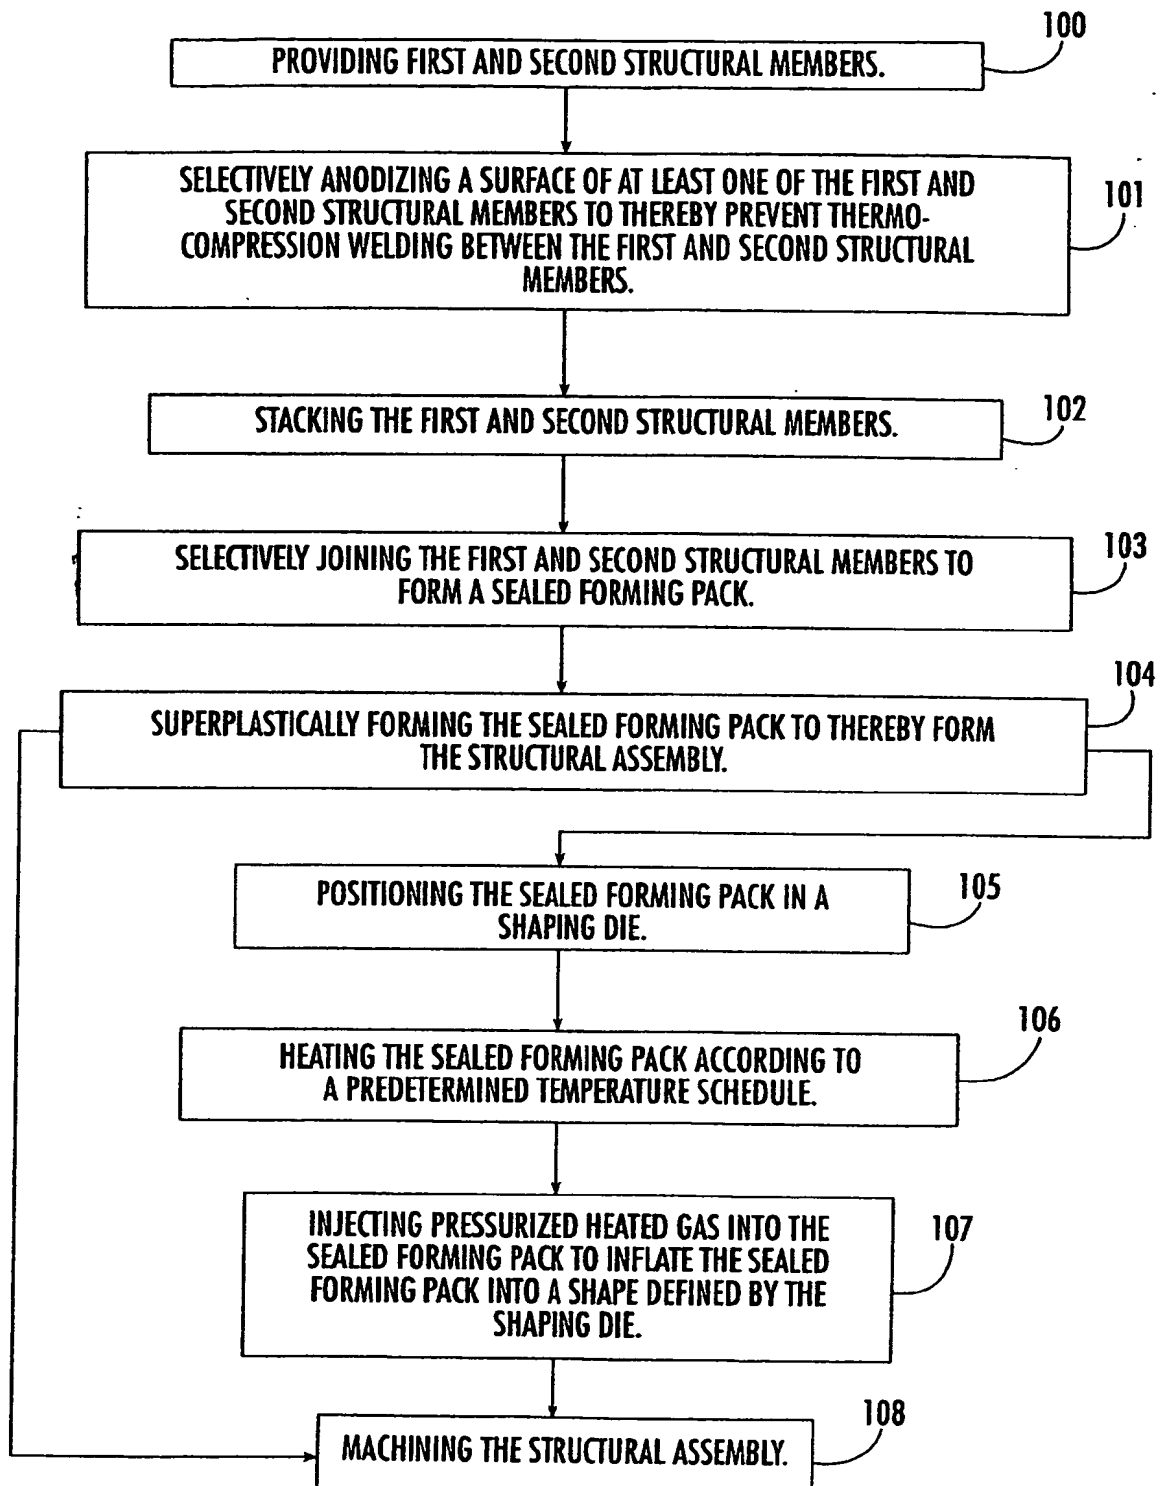 100
PROVIDING FIRST AND SECOND STRUCTURAL MEMBERS.
SELECTIVELY ANODIZING A SURFACE OF AT LEAST ONE OF THE FIRST AND
SECOND STRUCTURAL MEMBERS TO THEREBY PREVENT THERMO-
COMPRESSION WELDING BETWEEN THE FIRST AND SECOND STRUCTURAL
MEMBERS.
101
STACKING THE FIRST AND SECOND STRUCTURAL MEMBERS.
102
SELECTIVELY JOINING THE FIRST AND SECOND STRUCTURAL MEMBERS TO
FORM A SEALED FORMING PACK.
103
SUPERPLASTICALLY FORMING THE SEALED FORMING PACK TO THEREBY FORM
THE STRUCTURAL ASSEMBLY.
104
POSITIONING THE SEALED FORMING PACK IN A
SHAPING DIE.
105
HEATING THE SEALED FORMING PACK ACCORDING TO
A PREDETERMINED TEMPERATURE SCHEDULE.
106
INJECTING PRESSURIZED HEATED GAS INTO THE
SEALED FORMING PACK TO INFLATE THE SEALED
FORMING PACK INTO A SHAPE DEFINED BY THE
SHAPING DIE.
107
MACHINING THE STRUCTURAL ASSEMBLY.
108